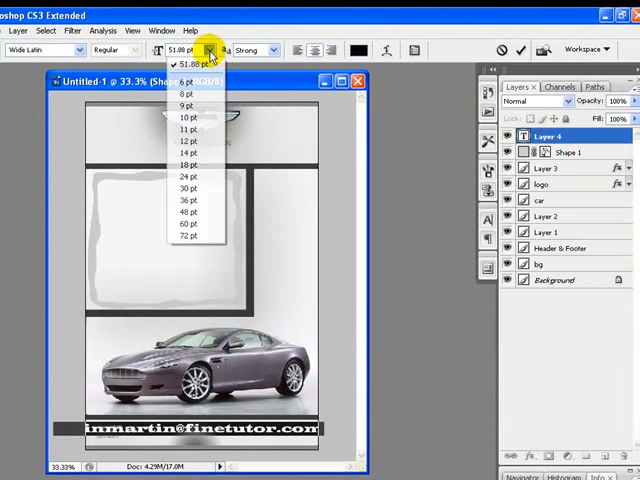 oshop CS3 Extended
Layer Select Filter Analysis View Window Help
Wide Latin Regular 51.88 pt Strong Workspace
51.88 pt
6 pt
8 pt
9 pt
10 pt
11 pt
12 pt
14 pt
18 pt
24 pt
30 pt
36 pt
48 pt
60 pt
72 pt
Untitled-1 @ 33.3% (Shape RGB/8)
inmartin@finetutor.com
33.33% Doc: 4.29M/17.0M
Layers Channels Paths
Normal Opacity: 100%
Lock: Fill: 100%
Layer 4
Shape 1
Layer 3 fx
logo fx
car
Layer 2
Layer 1
Header & Footer
bg
Background
Navigator Histogram Info